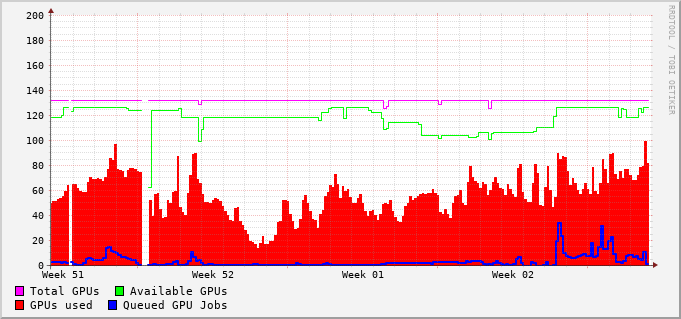 200
180
160
140
120
100
80
60
40
20
0
Week 51 Week 52 Week 01 Week 02
Total GPUs Available GPUs
GPUs used Queued GPU Jobs
RRDTOOL / TOBI OETIKER